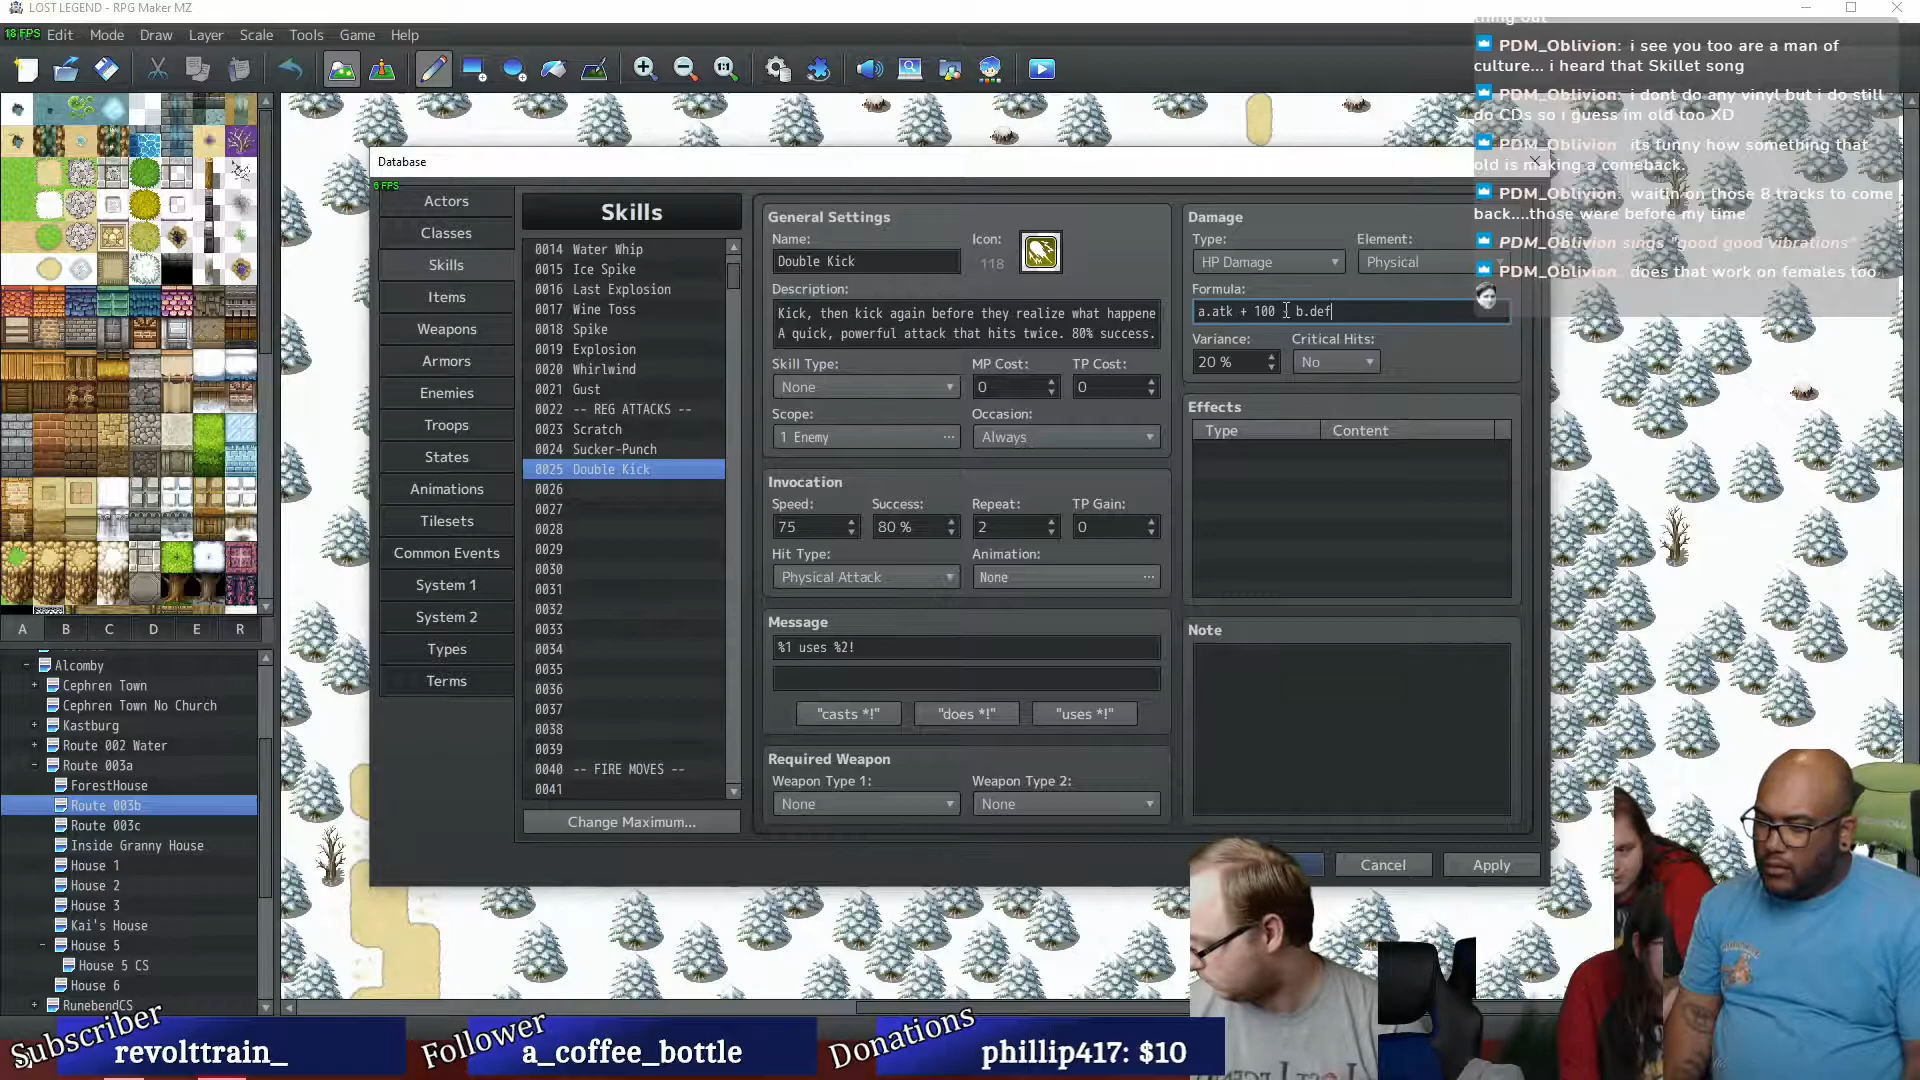 LOST LEGEND - RPG Maker MZ
18 FPS
Edit
Mode
Draw
Layer
Scale
Tools
Game
Help
PDM_Oblivion: i see you too are a man of
culture... i heard that Skillet song
PDM_Oblivion: i dont do any vinyl but i do still
do CDs so i guess im old too XD
PDM_Oblivion: its funny how something that
old is making a comeback.
PDM_Oblivion: waitin on those 8 tracks to come
back....those were before my time
PDM_Oblivion sings "good good vibrations"
PDM_Oblivion: does that work on females too
Database
6 FPS
Actors
Classes
Skills
Items
Weapons
Armors
Enemies
Troops
States
Animations
Tilesets
Common Events
System 1
System 2
Types
Terms
Skills
0014 Water Whip
0015 Ice Spike
0016 Last Explosion
0017 Wine Toss
0018 Spike
0019 Explosion
0020 Whirlwind
0021 Gust
0022 -- REG ATTACKS --
0023 Scratch
0024 Sucker-Punch
0025 Double Kick
0026
0027
0028
0029
0030
0031
0032
0033
0034
0035
0036
0037
0038
0039
0040 -- FIRE MOVES --
0041
Change Maximum...
General Settings
Name:
Icon:
Double Kick
118
Description:
Kick, then kick again before they realize what happene
A quick, powerful attack that hits twice. 80% success.
Skill Type:
MP Cost:
TP Cost:
None
0
0
Scope:
Occasion:
1 Enemy
Always
Invocation
Speed:
Success:
Repeat:
TP Gain:
75
80 %
2
0
Hit Type:
Animation:
Physical Attack
None
Message
%1 uses %2!
"casts *!"
"does *!"
"uses *!"
Required Weapon
Weapon Type 1:
Weapon Type 2:
None
None
Damage
Type:
Element:
HP Damage
Physical
Formula:
a.atk + 100   b.def
Variance:
Critical Hits:
20 %
No
Effects
Type
Content
Note
Cancel
Apply
A
B
C
D
E
R
Alcomby
Cephren Town
Cephren Town No Church
Kastburg
Route 002 Water
Route 003a
ForestHouse
Route 003b
Route 003c
Inside Granny House
House 1
House 2
House 3
Kai's House
House 5
House 5 CS
House 6
RunebendCS
Subscriber
revolttrain_
Follower
a_coffee_bottle
Donations
phillip417: $10